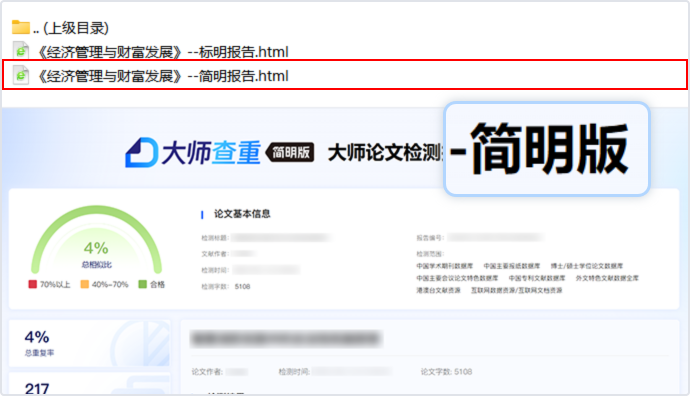 .. (上级目录)
《经济管理与财富发展》--标明报告.html
《经济管理与财富发展》--简明报告.html
-简明版
大师查重 简明版 大师论文检测
论文基本信息
4%
总相似比
70%以上 40%~70% 合格
检测标题:
文献作者:
检测时间:
检测字数: 5108
报告编号:
检测范围:
中国学术期刊数据库 中国主要报纸数据库 博士/硕士学位论文数据库
中国主要会议论文特色数据库 中国专利文献数据库 外文特色文献数据全库
港澳台文献资源 互联网数据资源/互联网文档资源
4%
总重复率
论文作者: 检测时间: 论文字数: 5108
217